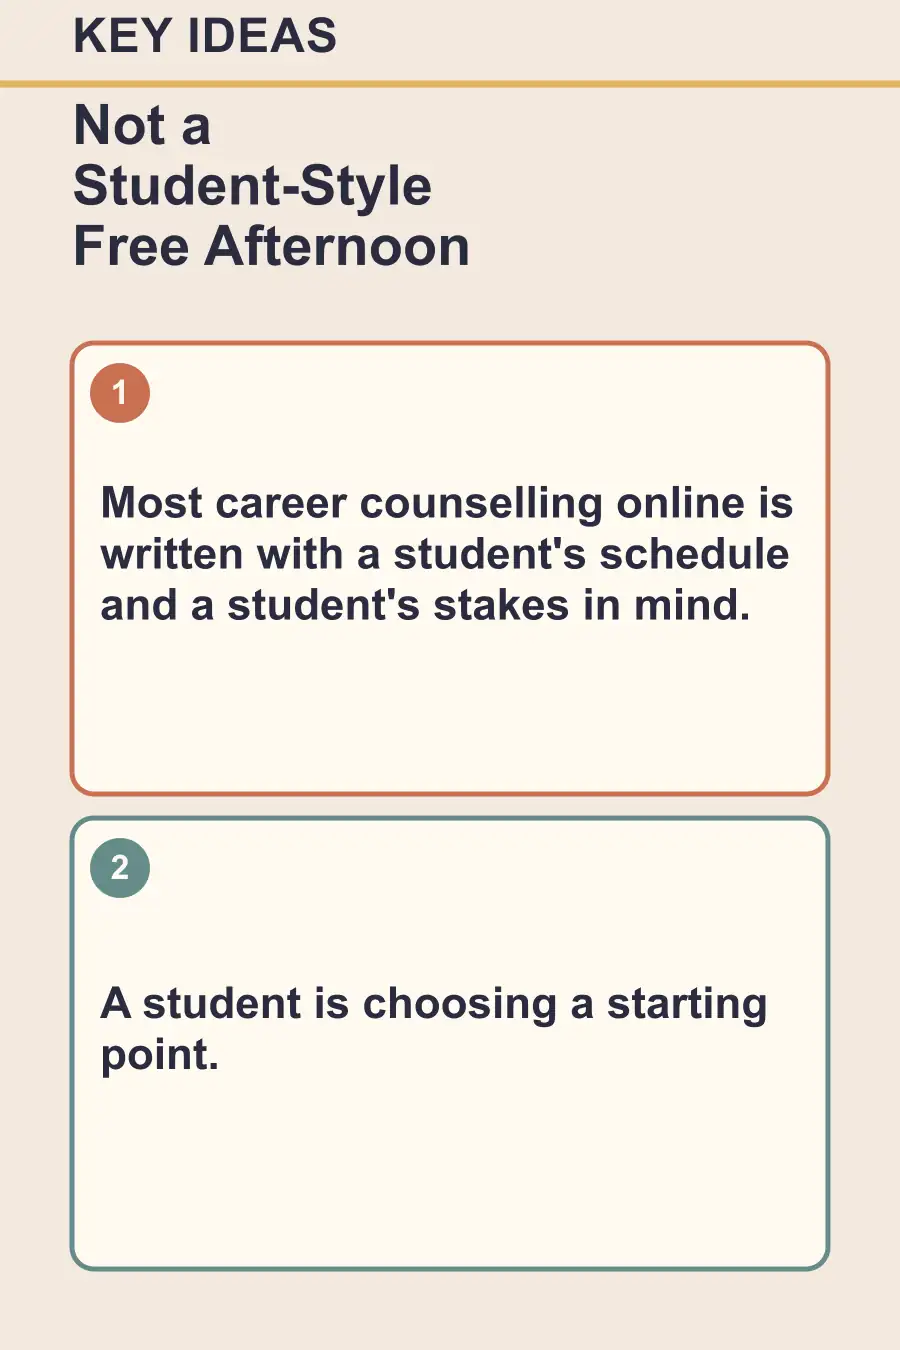 KEY IDEAS
Not a
Student-Style
Free Afternoon
1
Most career counselling online is
written with a student's schedule
and a student's stakes in mind.
2
A student is choosing a starting
point.